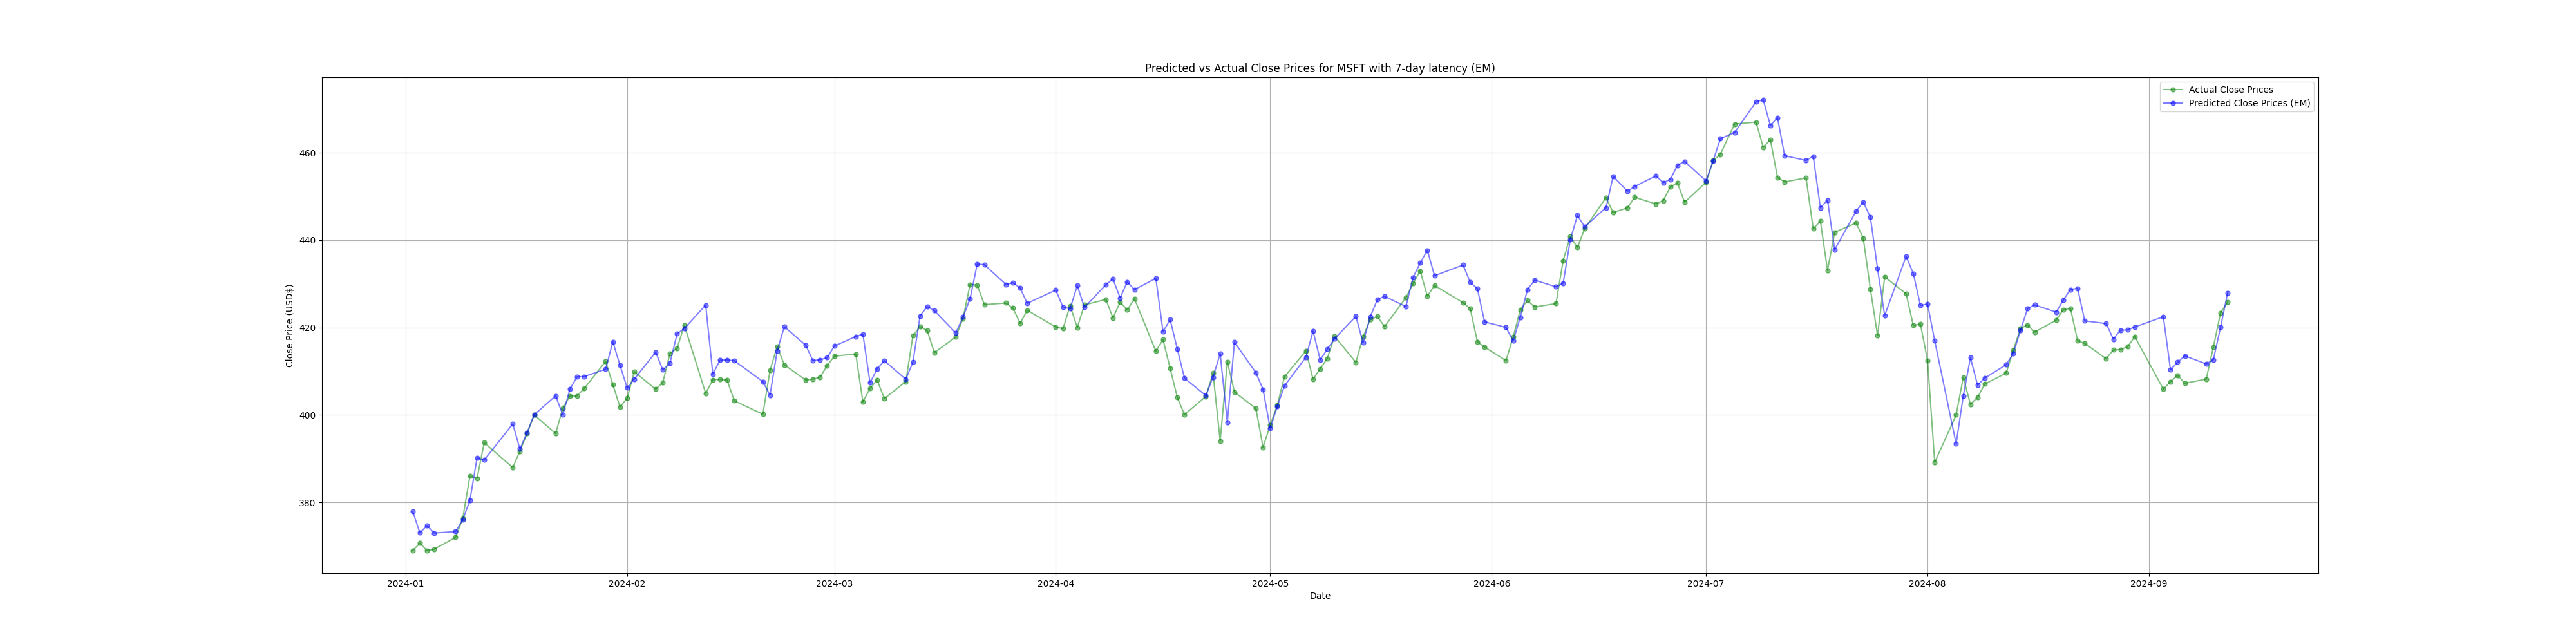 Predicted vs Actual Close Prices for MSFT with 7-day latency (EM)
Actual Close Prices
Predicted Close Prices (EM)
Close Price (USD$)
460
440
420
400
380
2024-01 2024-02 2024-03 2024-04 2024-05 2024-06 2024-07 2024-08 2024-09
Date